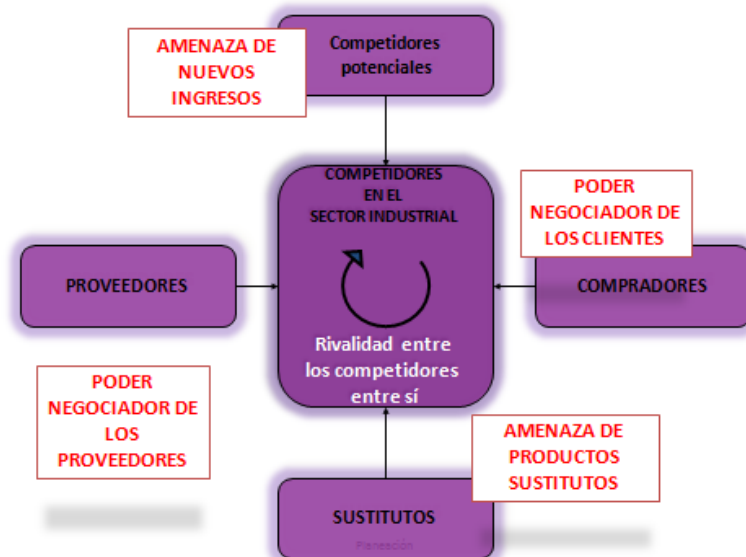 AMENAZA DE
NUEVOS
INGRESOS
Competidores
potenciales
COMPETIDORES
EN EL
SECTOR INDUSTRIAL
PODER
NEGOCIADOR DE
LOS CLIENTES
PROVEEDORES
COMPRADORES
Rivalidad entre
los competidores
entre sí
PODER
NEGOCIADOR DE
LOS
PROVEEDORES
AMENAZA DE
PRODUCTOS
SUSTITUTOS
SUSTITUTOS
Planeación